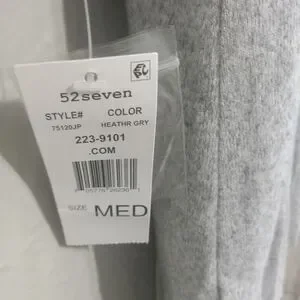 52seven
STYLE# COLOR
75120JP HEATHR GRY
223-9101
.COM
SIZE MED